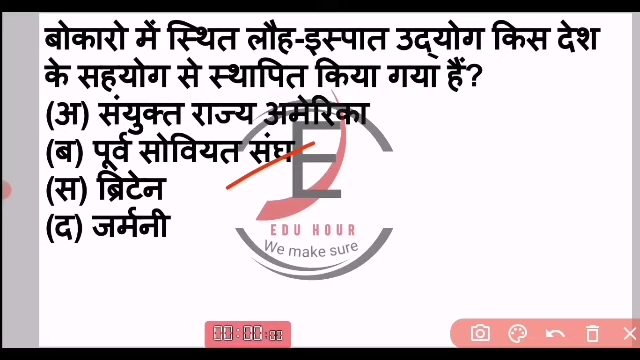 बोकारो में स्थित लौह-इस्पात उद्योग किस देश
के सहयोग से स्थापित किया गया हैं?
(अ) संयुक्त राज्य अमेरिका
(ब) पूर्व सोवियत संघ
(स) ब्रिटेन
(द) जर्मनी
E
EDU HOUR
We make sure